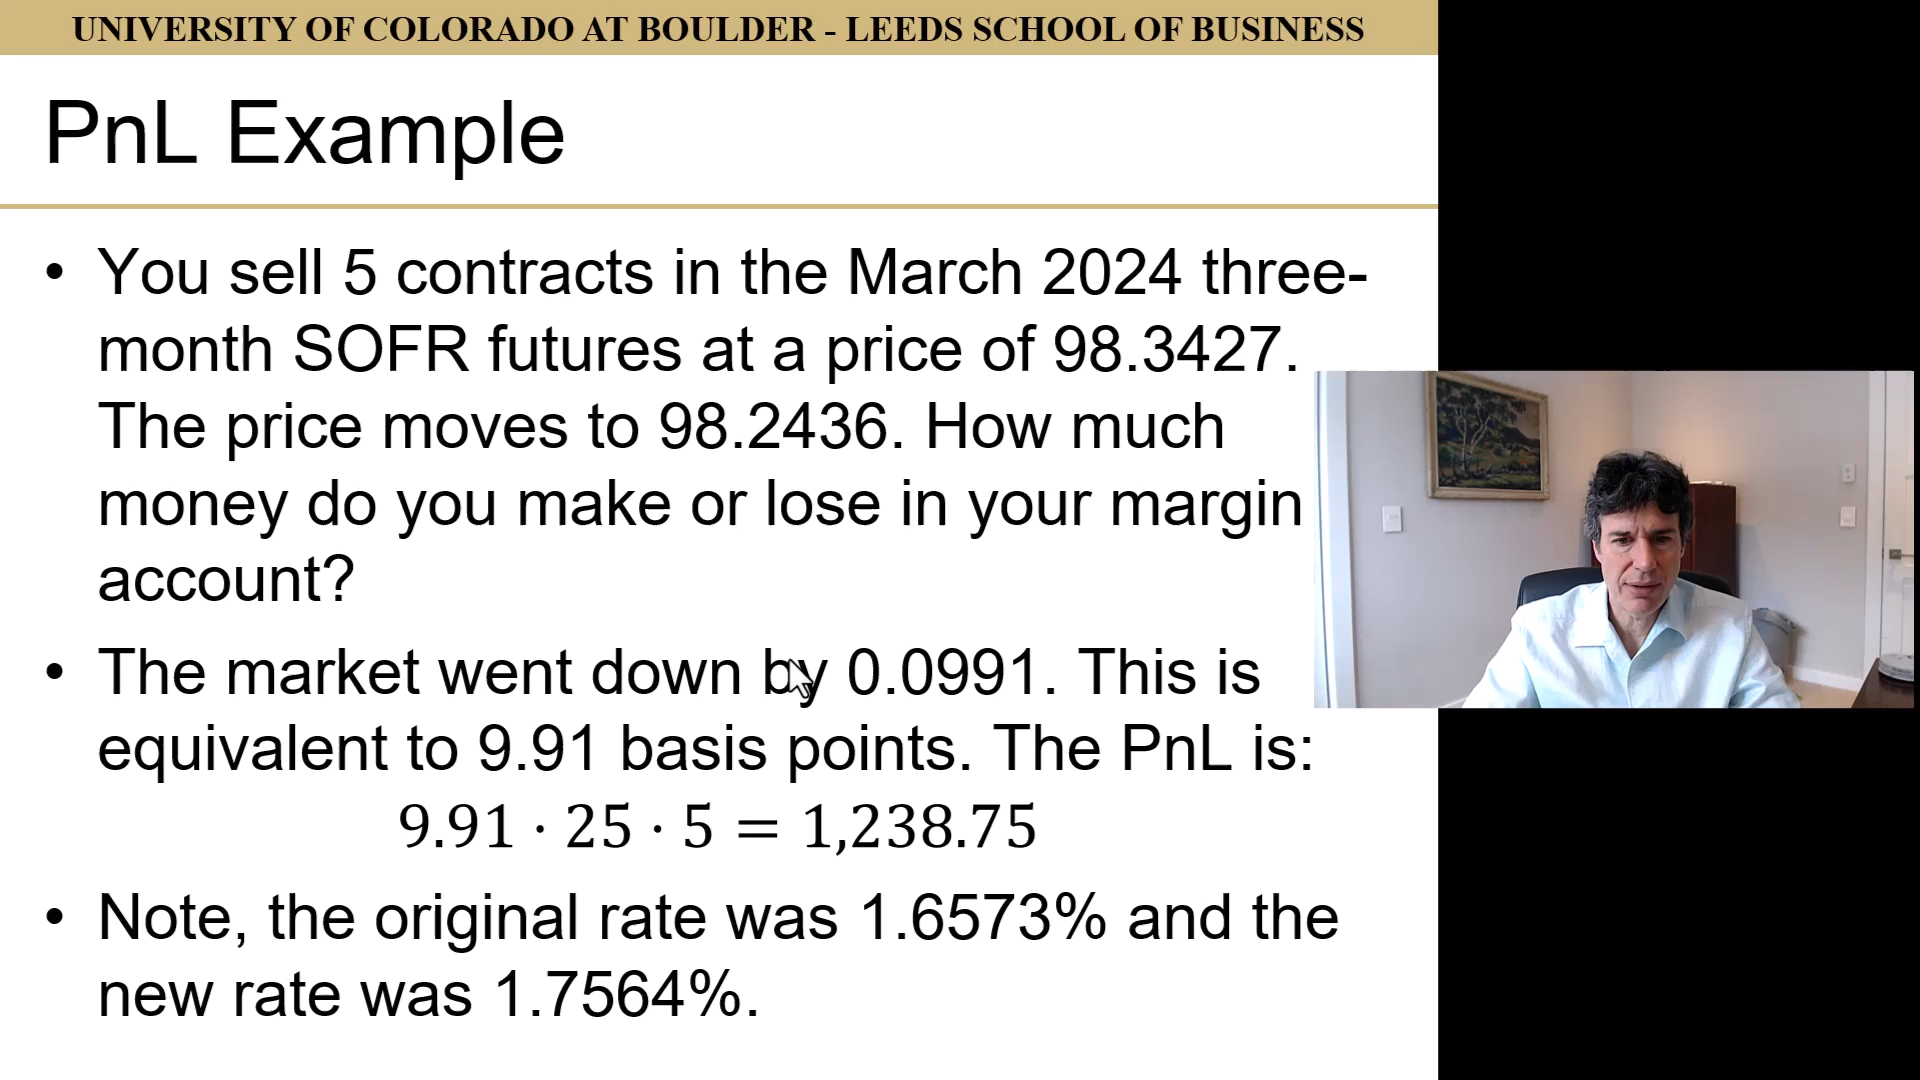 UNIVERSITY OF COLORADO AT BOULDER - LEEDS SCHOOL OF BUSINESS
PnL Example
• You sell 5 contracts in the March 2024 three-
month SOFR futures at a price of 98.3427.
The price moves to 98.2436. How much
money do you make or lose in your margin
account?
• The market went down by 0.0991. This is
equivalent to 9.91 basis points. The PnL is:
9.91 · 25 · 5 = 1,238.75
• Note, the original rate was 1.6573% and the
new rate was 1.7564%.